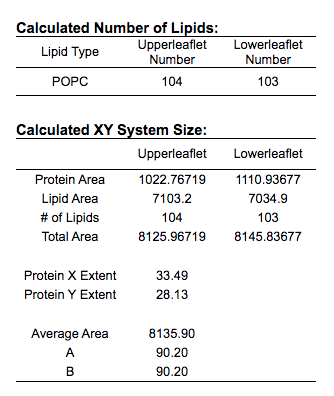 Calculated Number of Lipids:
Lipid Type Upperleaflet Number Lowerleaflet Number
POPC 104 103
Calculated XY System Size:
Upperleaflet Lowerleaflet
Protein Area 1022.76719 1110.93677
Lipid Area 7103.2 7034.9
# of Lipids 104 103
Total Area 8125.96719 8145.83677
Protein X Extent 33.49
Protein Y Extent 28.13
Average Area 8135.90
A 90.20
B 90.20